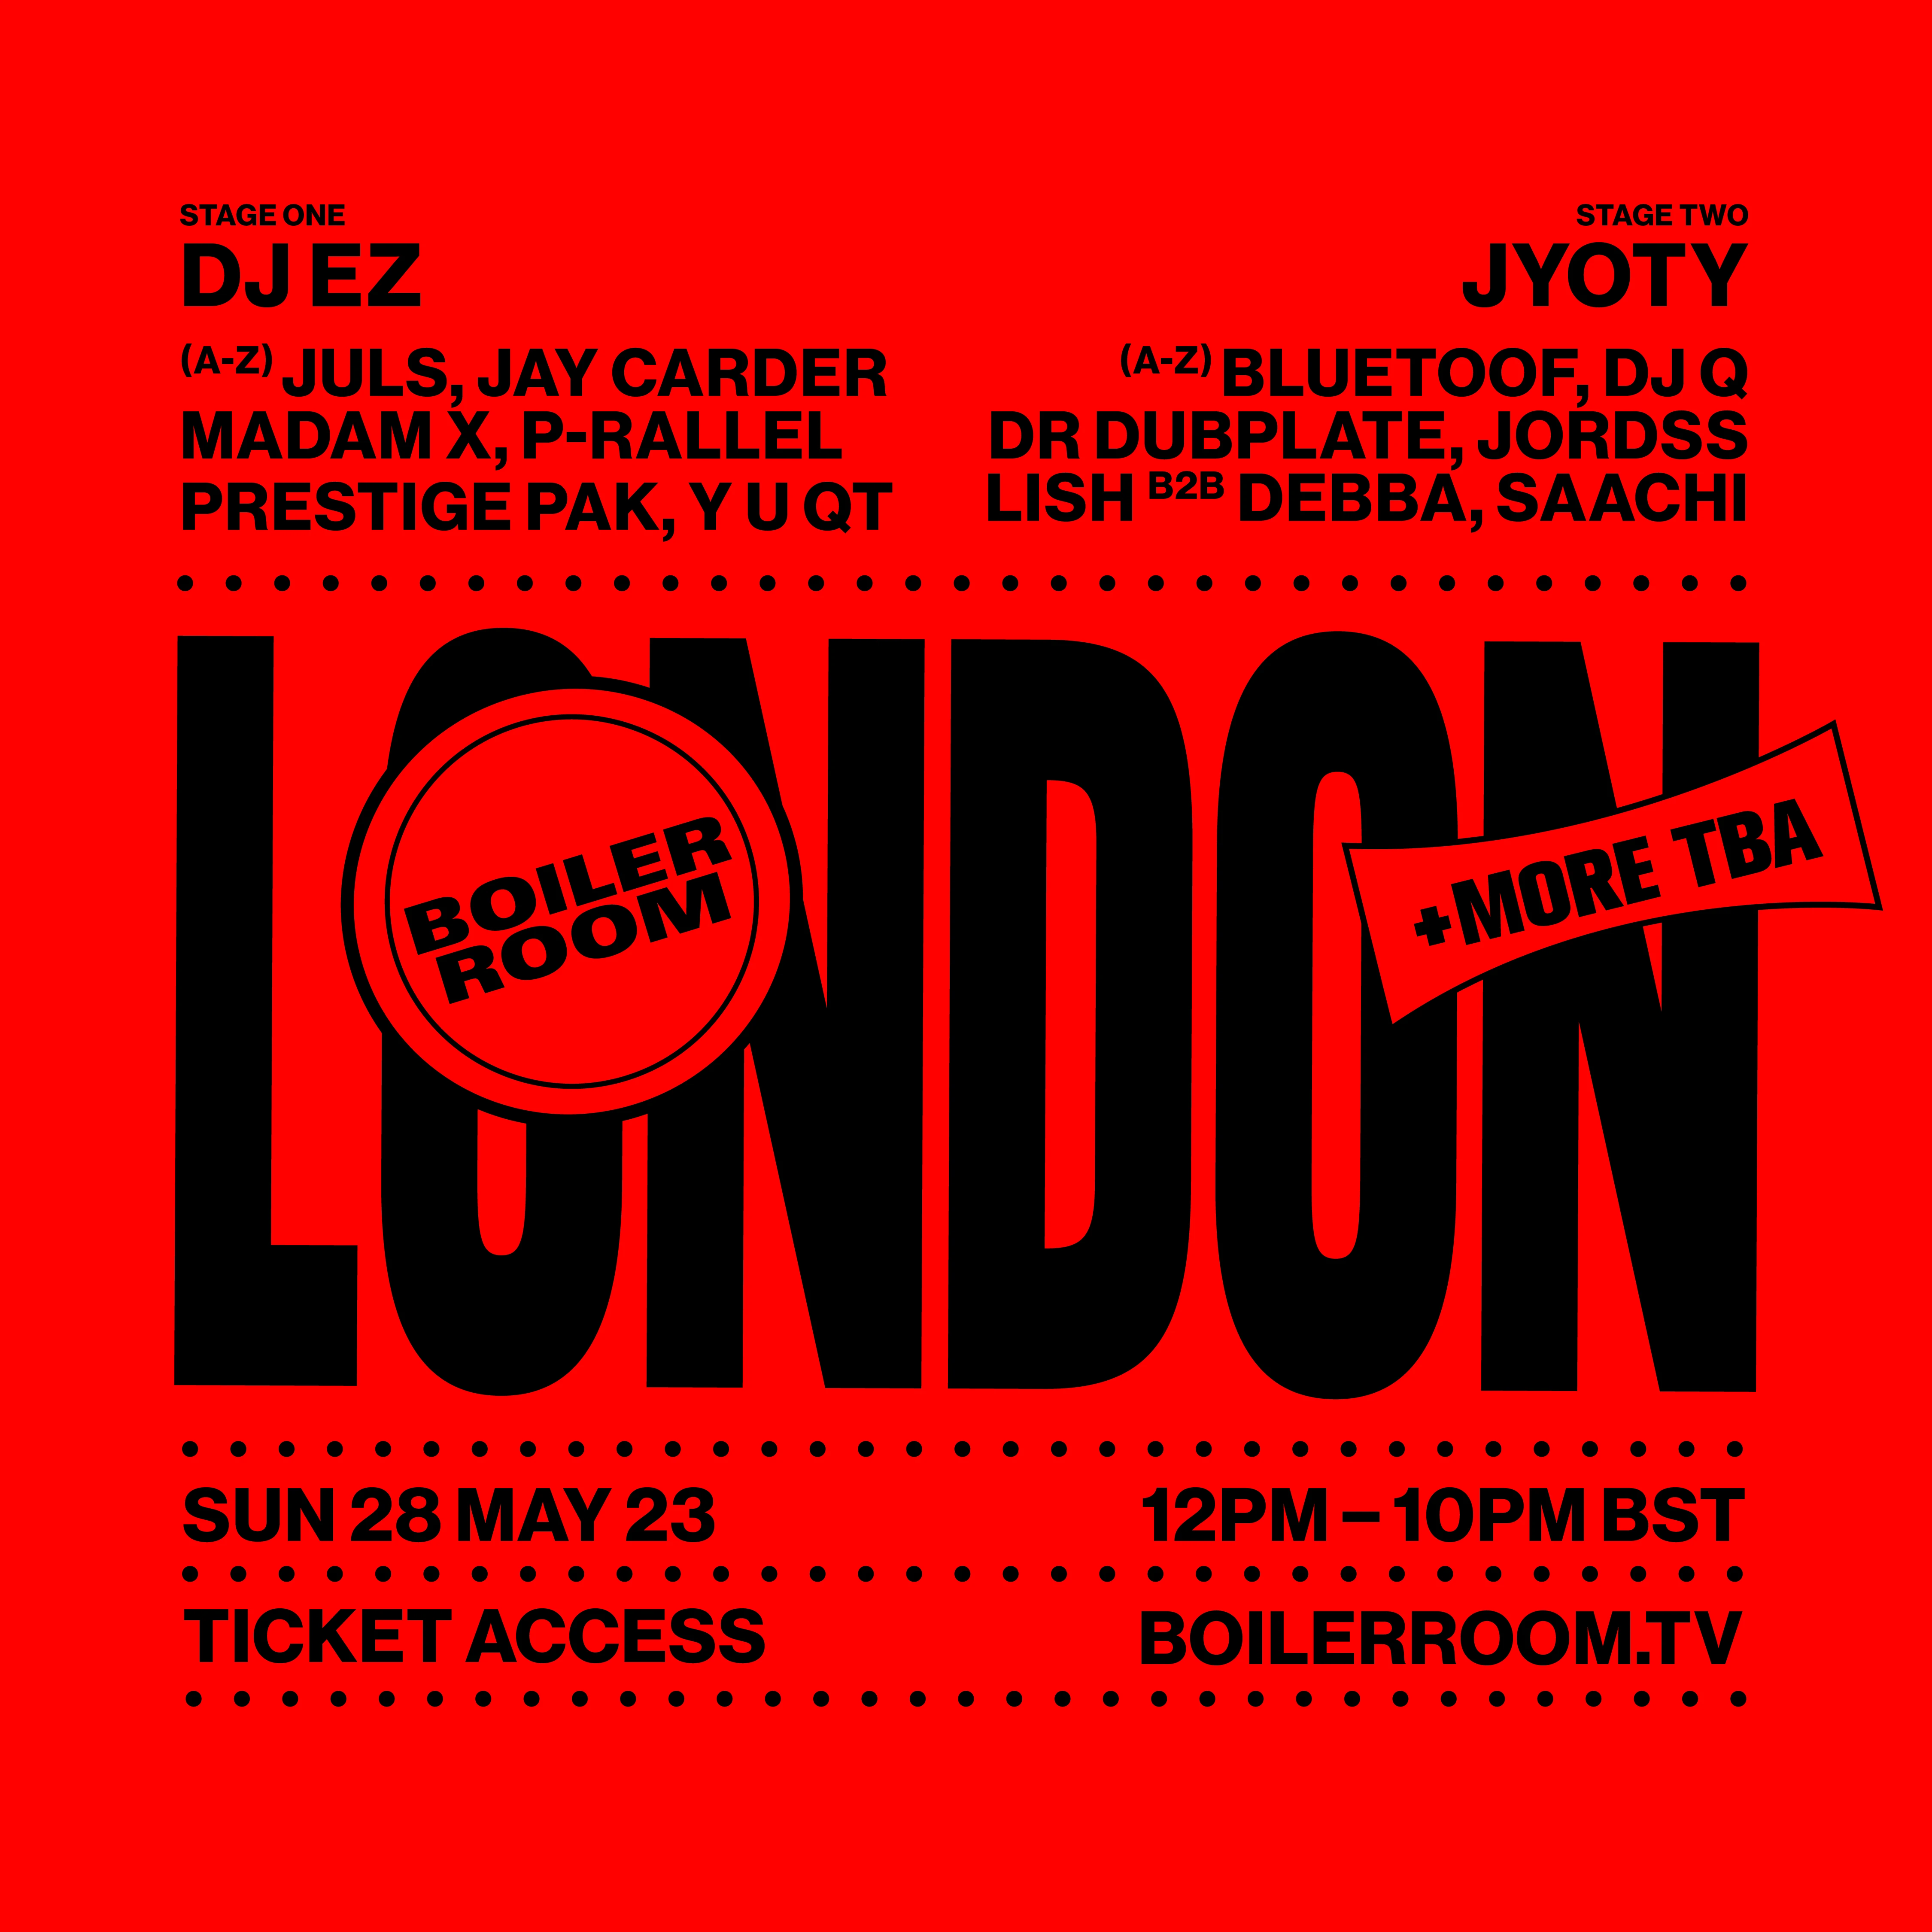 STAGE ONE
DJ EZ
(A-Z) JULS, JAY CARDER
MADAM X, P-RALLEL
PRESTIGE PAK, Y U QT
STAGE TWO
JYOTY
(A-Z) BLUETOOF, DJ Q
DR DUBPLATE, JORDSS
LISH B2B DEBBA, SAACHI
LONDON
BOILER
ROOM
+MORE TBA
SUN 28 MAY 23
12PM – 10PM BST
TICKET ACCESS
BOILERROOM.TV